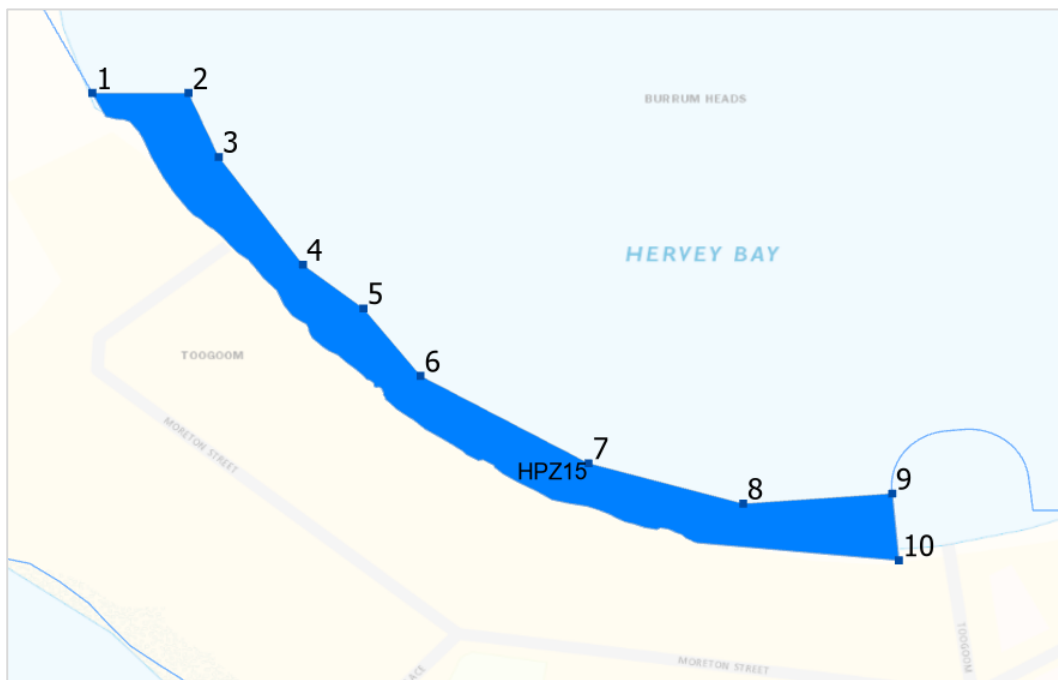 1
2
BURRUM HEADS
3
4
HERVEY BAY
5
TOOGOOM
6
MORETON STREET
7
HPZ15
8
9
10
TOOGOOM
MORETON STREET
ACE